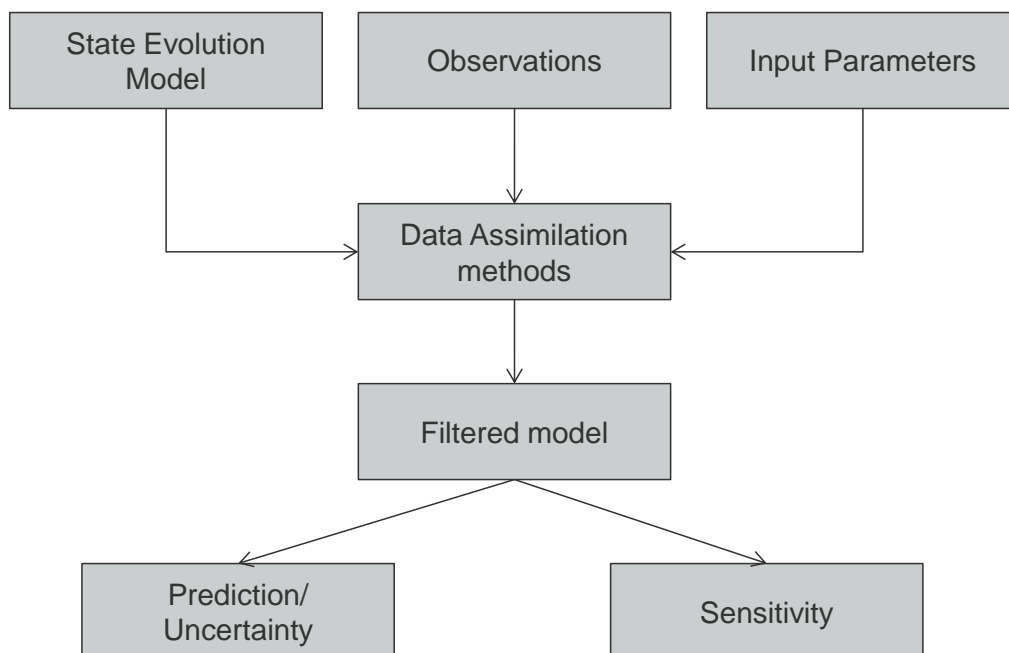 State Evolution
Model
Observations
Input Parameters
Data Assimilation
methods
Filtered model
Prediction/
Uncertainty
Sensitivity